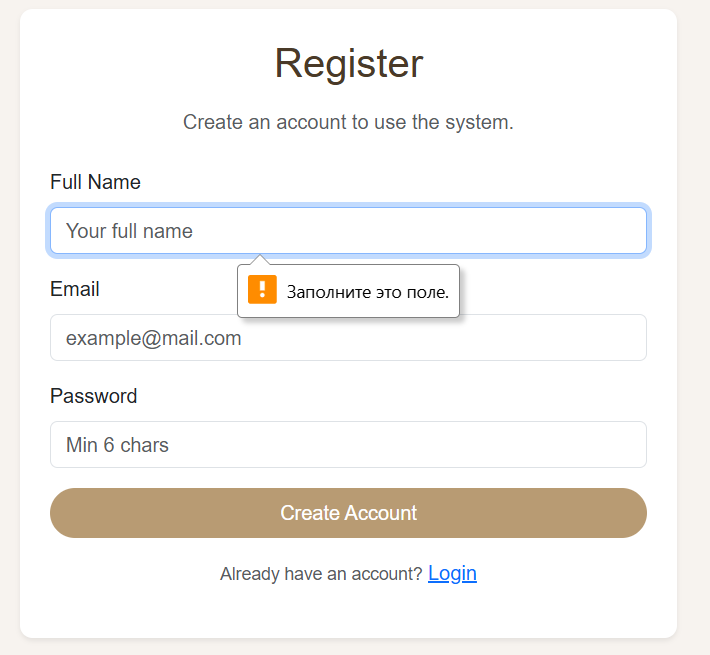 Register
Create an account to use the system.
Full Name
Your full name
Заполните это поле.
Email
example@mail.com
Password
Min 6 chars
Create Account
Already have an account? Login